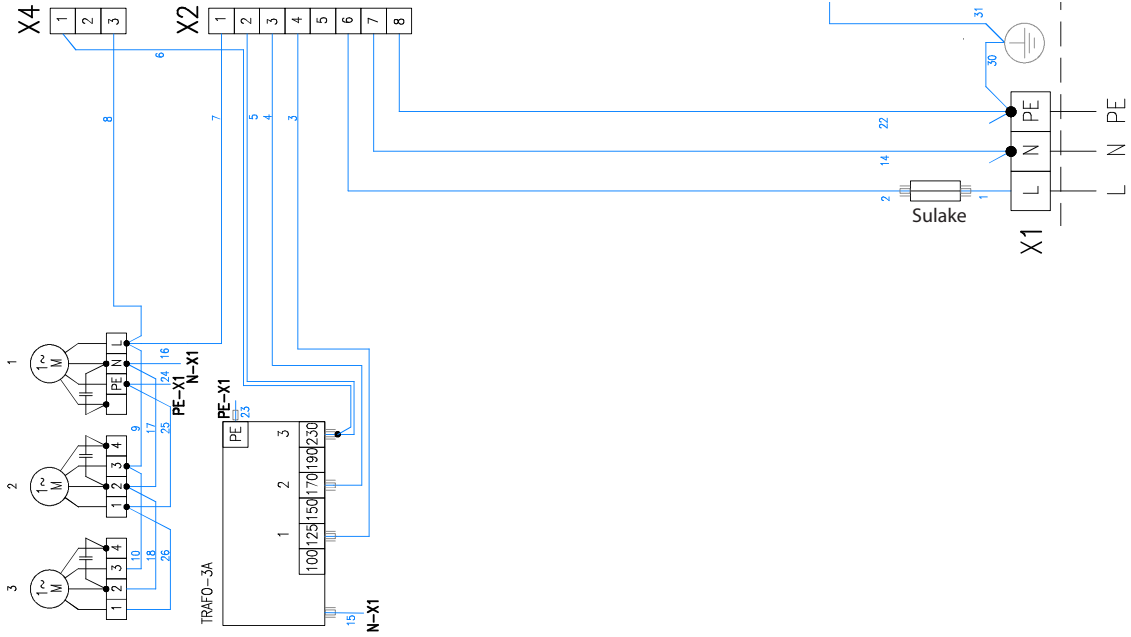 X4
1
2
3
X2
1
2
3
4
5
6
7
8
31
30
6
8
7
5
4
3
22
14
2
1
Sulake
PE
N
L
PE
N
L
X1
1
1~
M
L
N
PE
16
24
N-X1
PE-X1
9
17
25
2
1~
M
4
3
2
1
10
18
26
3
1~
M
4
3
2
1
PE-X1
23
PE
TRAFO-3A
3
2
1
230
190
170
150
125
100
15
N-X1